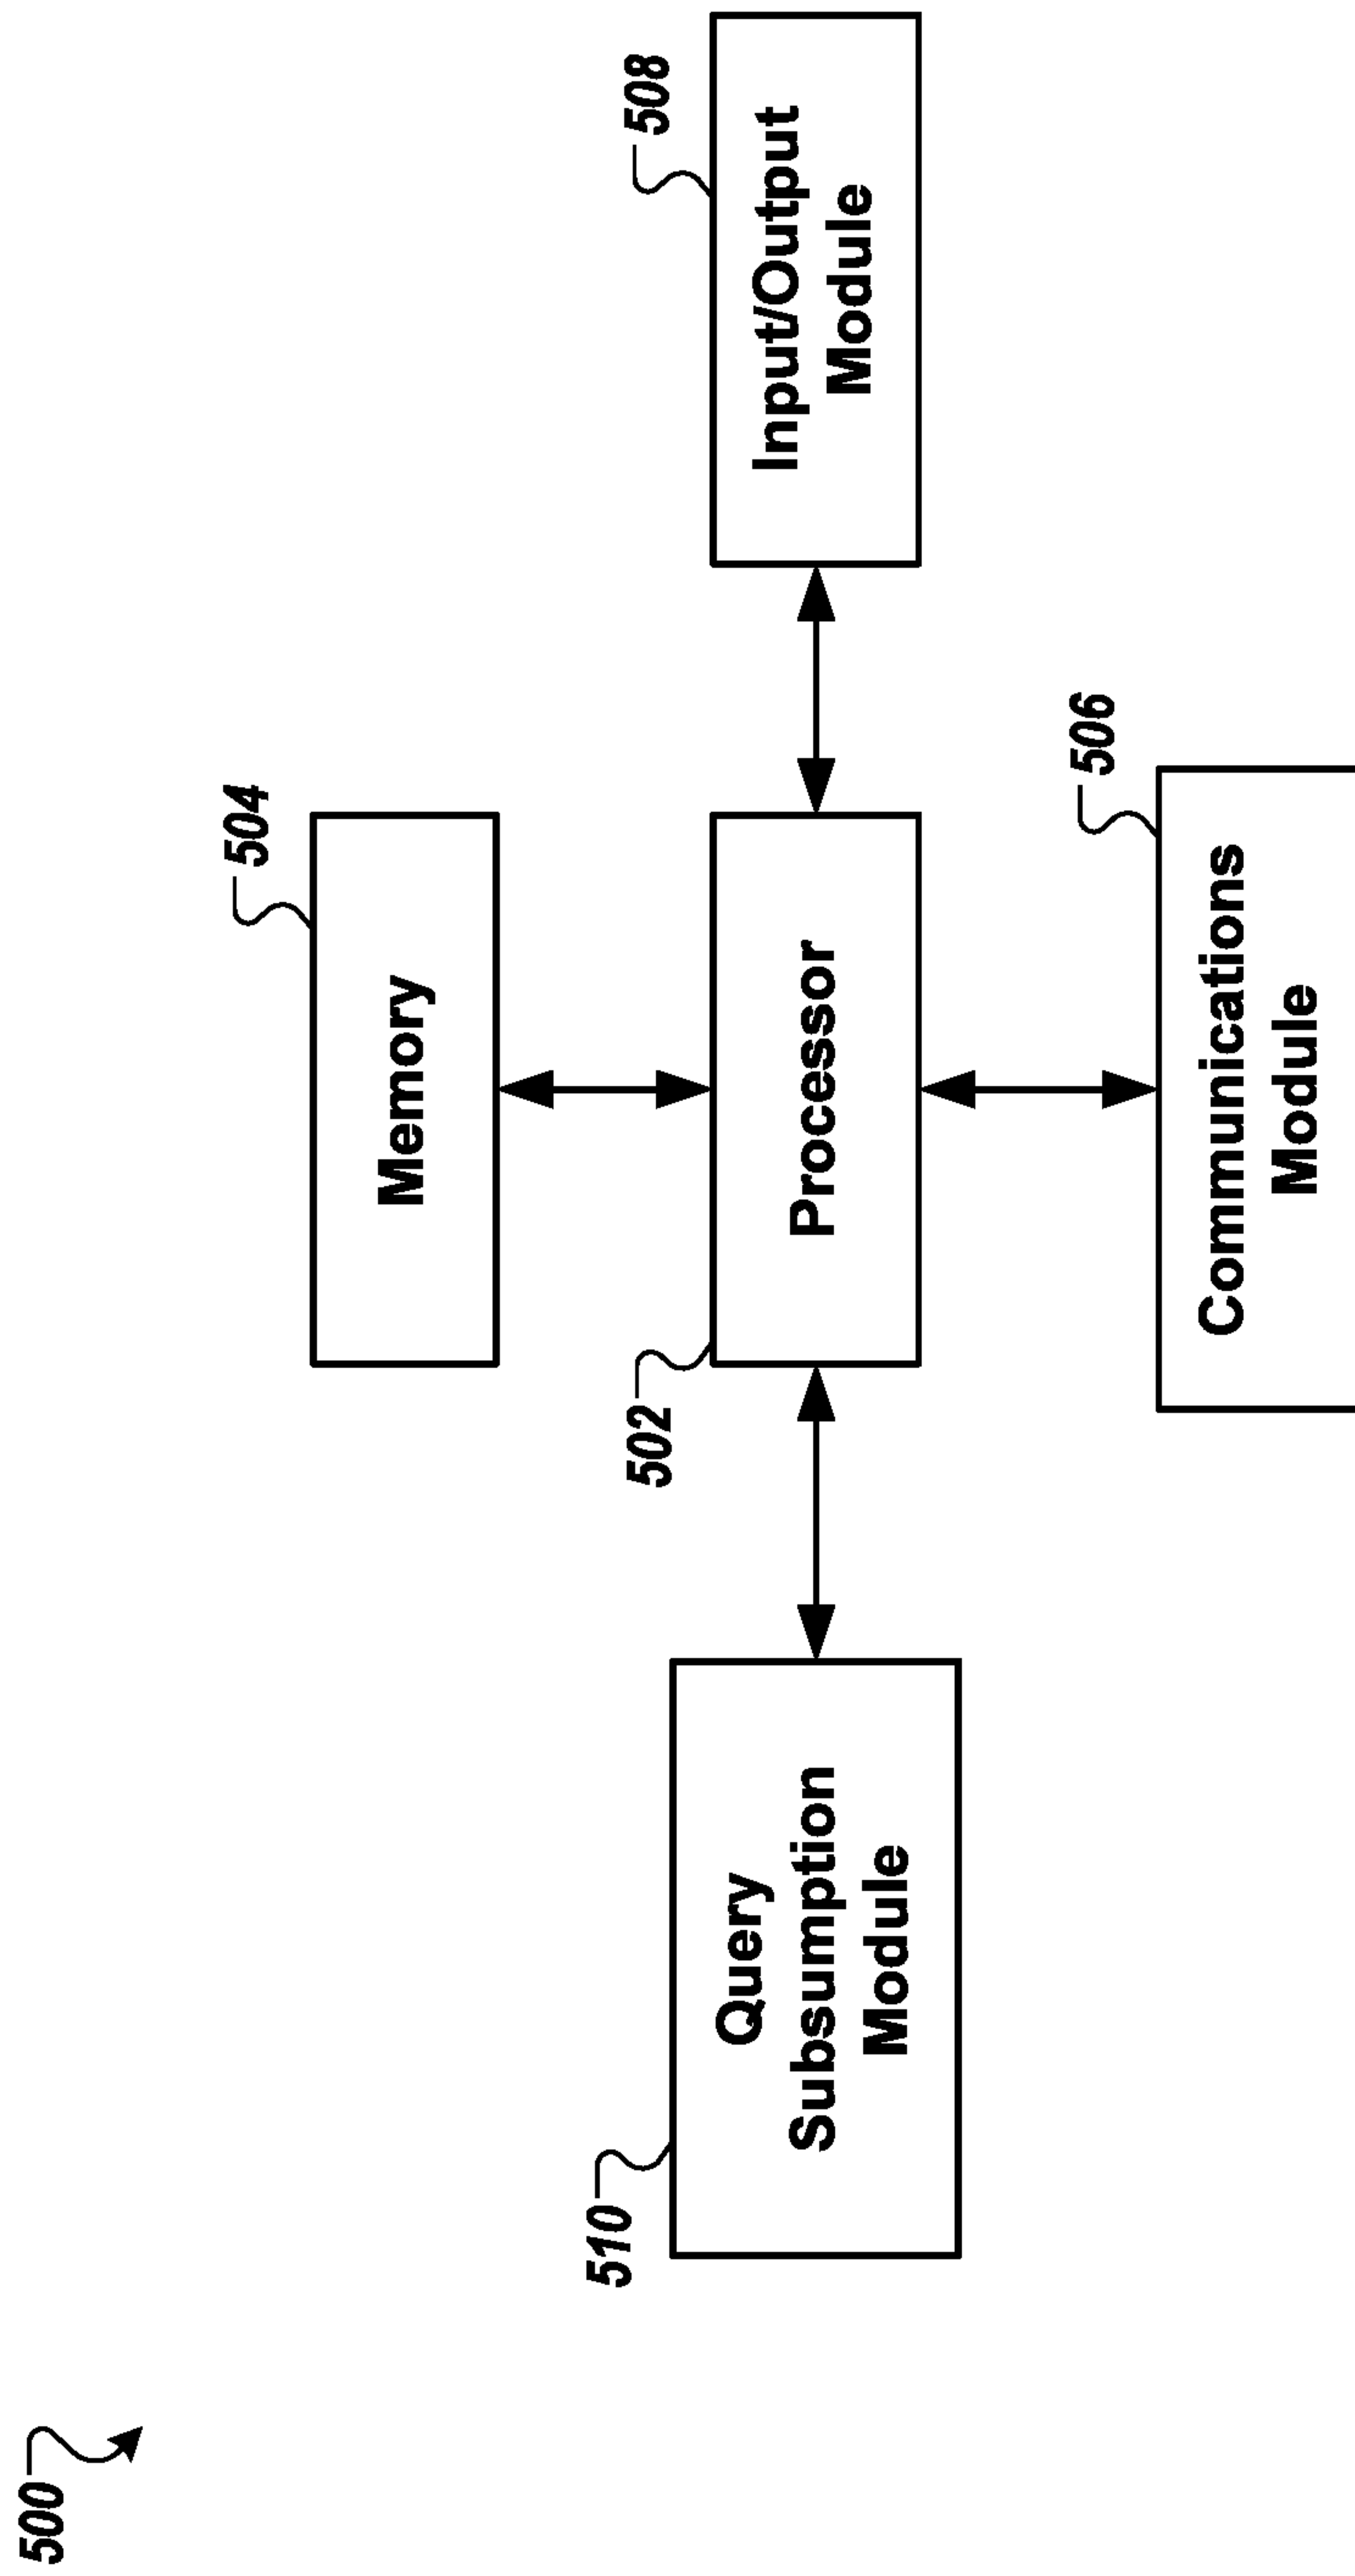 500
504
Memory
510
Query
Subsumption
Module
502
Processor
508
Input/Output
Module
506
Communications
Module